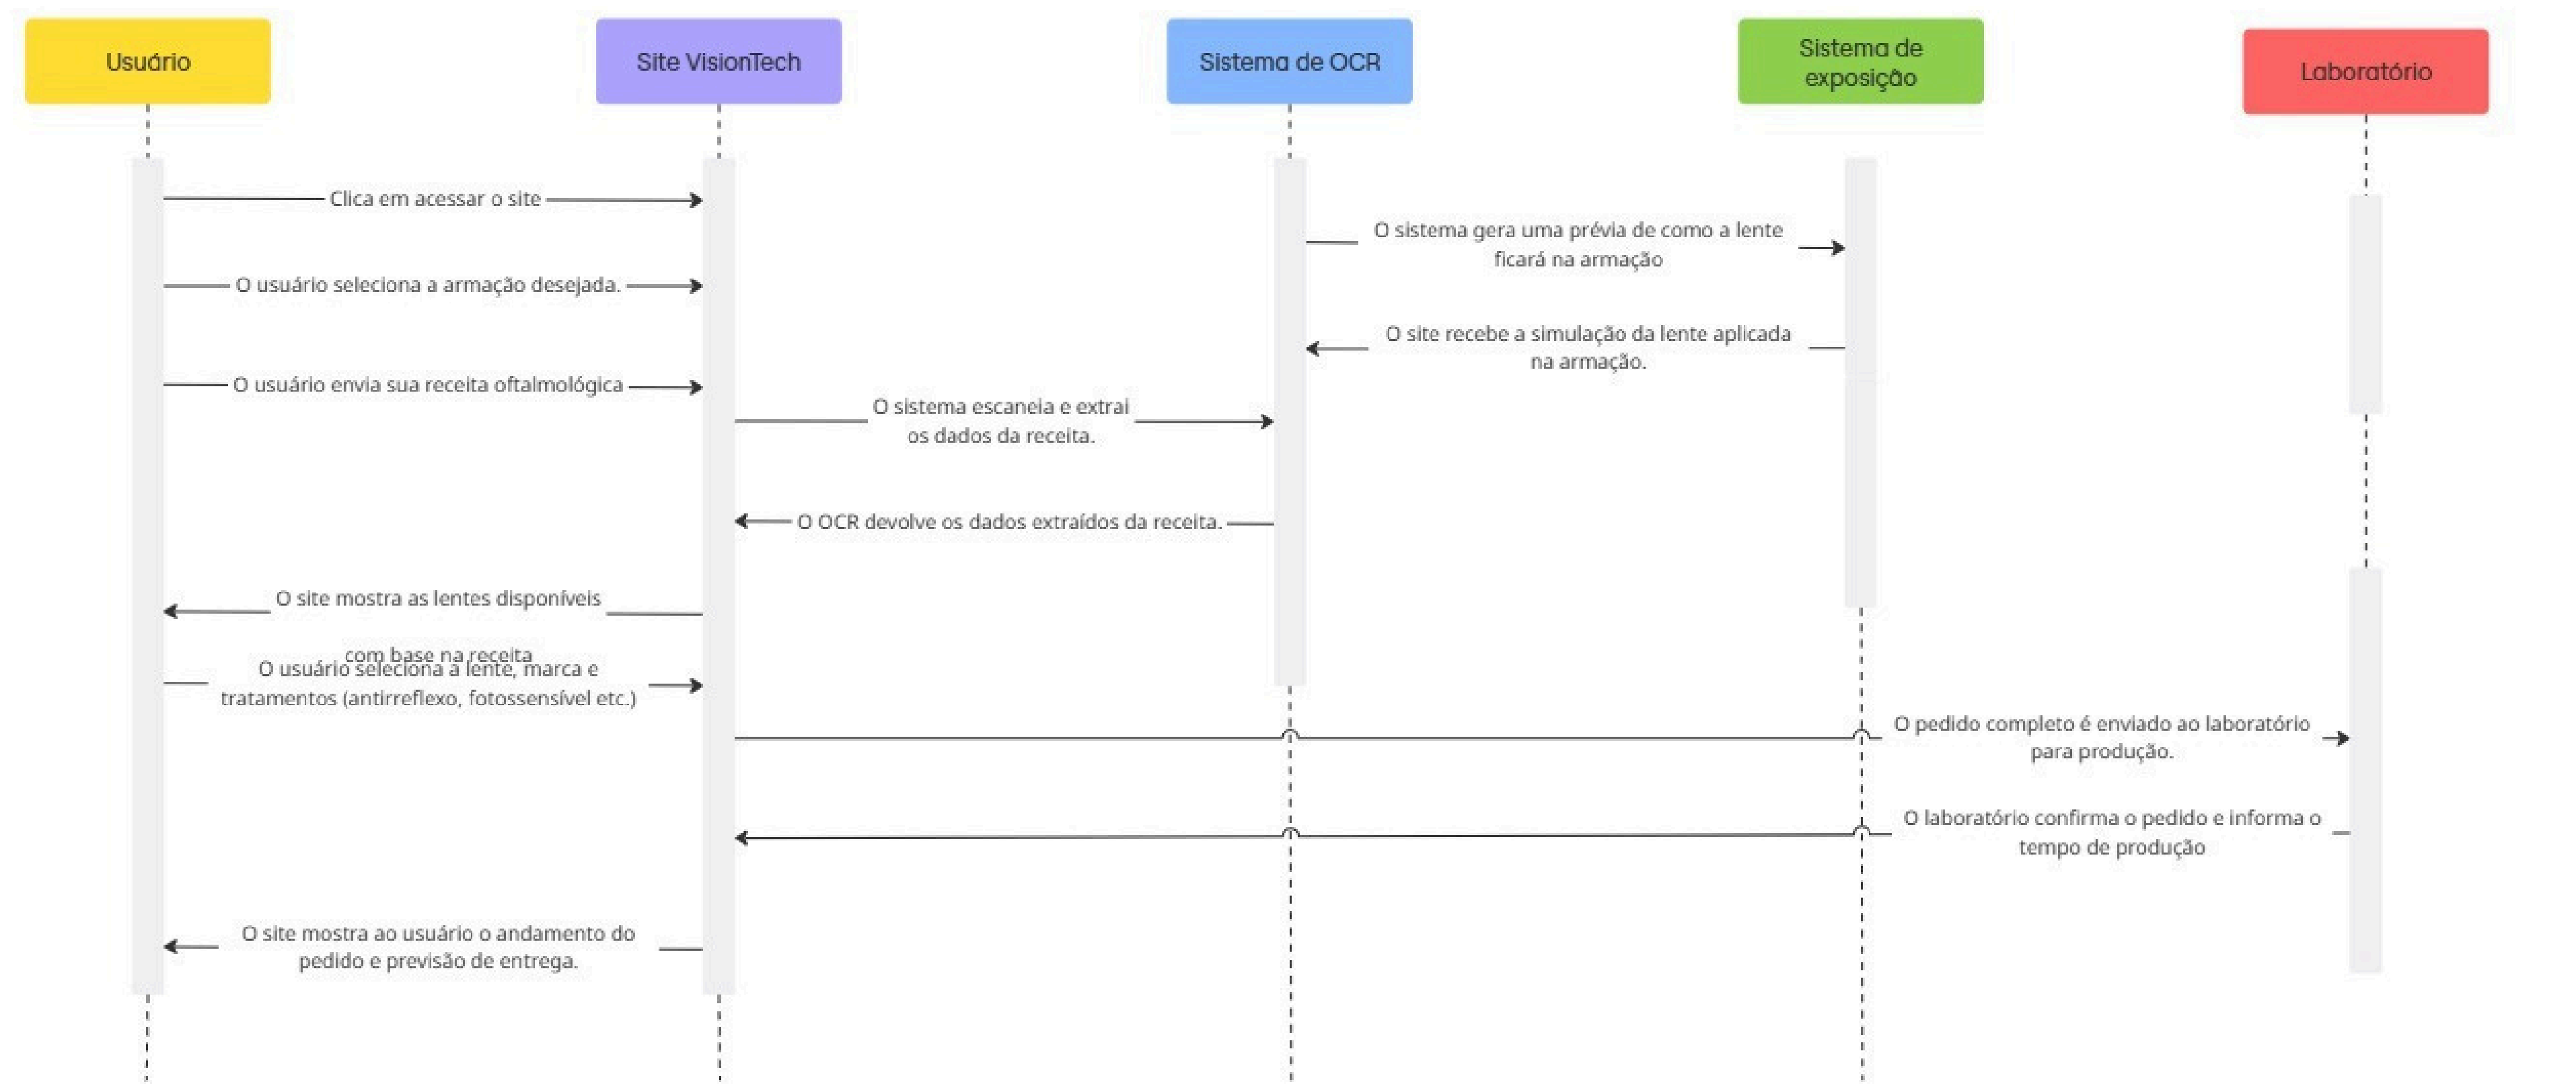 Usuário
Site VisionTech
Sistema de OCR
Sistema de
exposição
Laboratório
Clica em acessar o site
O sistema gera uma prévia de como a lente
ficará na armação
O usuário seleciona a armação desejada.
O site recebe a simulação da lente aplicada
na armação.
O usuário envia sua receita oftalmológica
O sistema escaneia e extrai
os dados da receita.
O OCR devolve os dados extraídos da receita.
O site mostra as lentes disponíveis
com base na receita
O usuário seleciona a lente, marca e
tratamentos (antirreflexo, fotossensível etc.)
O pedido completo é enviado ao laboratório
para produção.
O laboratório confirma o pedido e informa o
tempo de produção
O site mostra ao usuário o andamento do
pedido e previsão de entrega.